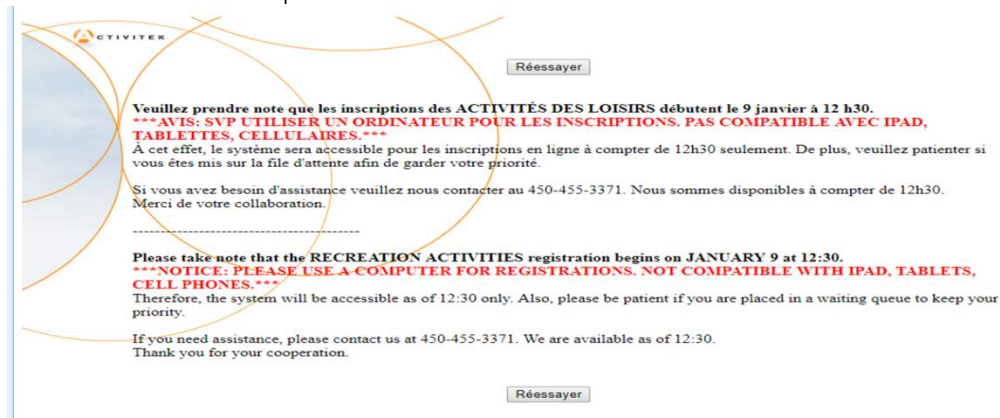 ACTIVITEK
Réessayer
Veuillez prendre note que les inscriptions des ACTIVITÉS DES LOISIRS débutent le 9 janvier à 12 h30.
***AVIS: SVP UTILISER UN ORDINATEUR POUR LES INSCRIPTIONS. PAS COMPATIBLE AVEC IPAD,
TABLETTES, CELLULAIRES.***
À cet effet, le système sera accessible pour les inscriptions en ligne à compter de 12h30 seulement. De plus, veuillez patienter si
vous êtes mis sur la file d'attente afin de garder votre priorité.
Si vous avez besoin d'assistance veuillez nous contacter au 450-455-3371. Nous sommes disponibles à compter de 12h30.
Merci de votre collaboration.
----------------------------------------
Please take note that the RECREATION ACTIVITIES registration begins on JANUARY 9 at 12:30.
***NOTICE: PLEASE USE A COMPUTER FOR REGISTRATIONS. NOT COMPATIBLE WITH IPAD, TABLETS,
CELL PHONES.***
Therefore, the system will be accessible as of 12:30 only. Also, please be patient if you are placed in a waiting queue to keep your
priority.
If you need assistance, please contact us at 450-455-3371. We are available as of 12:30.
Thank you for your cooperation.
Réessayer